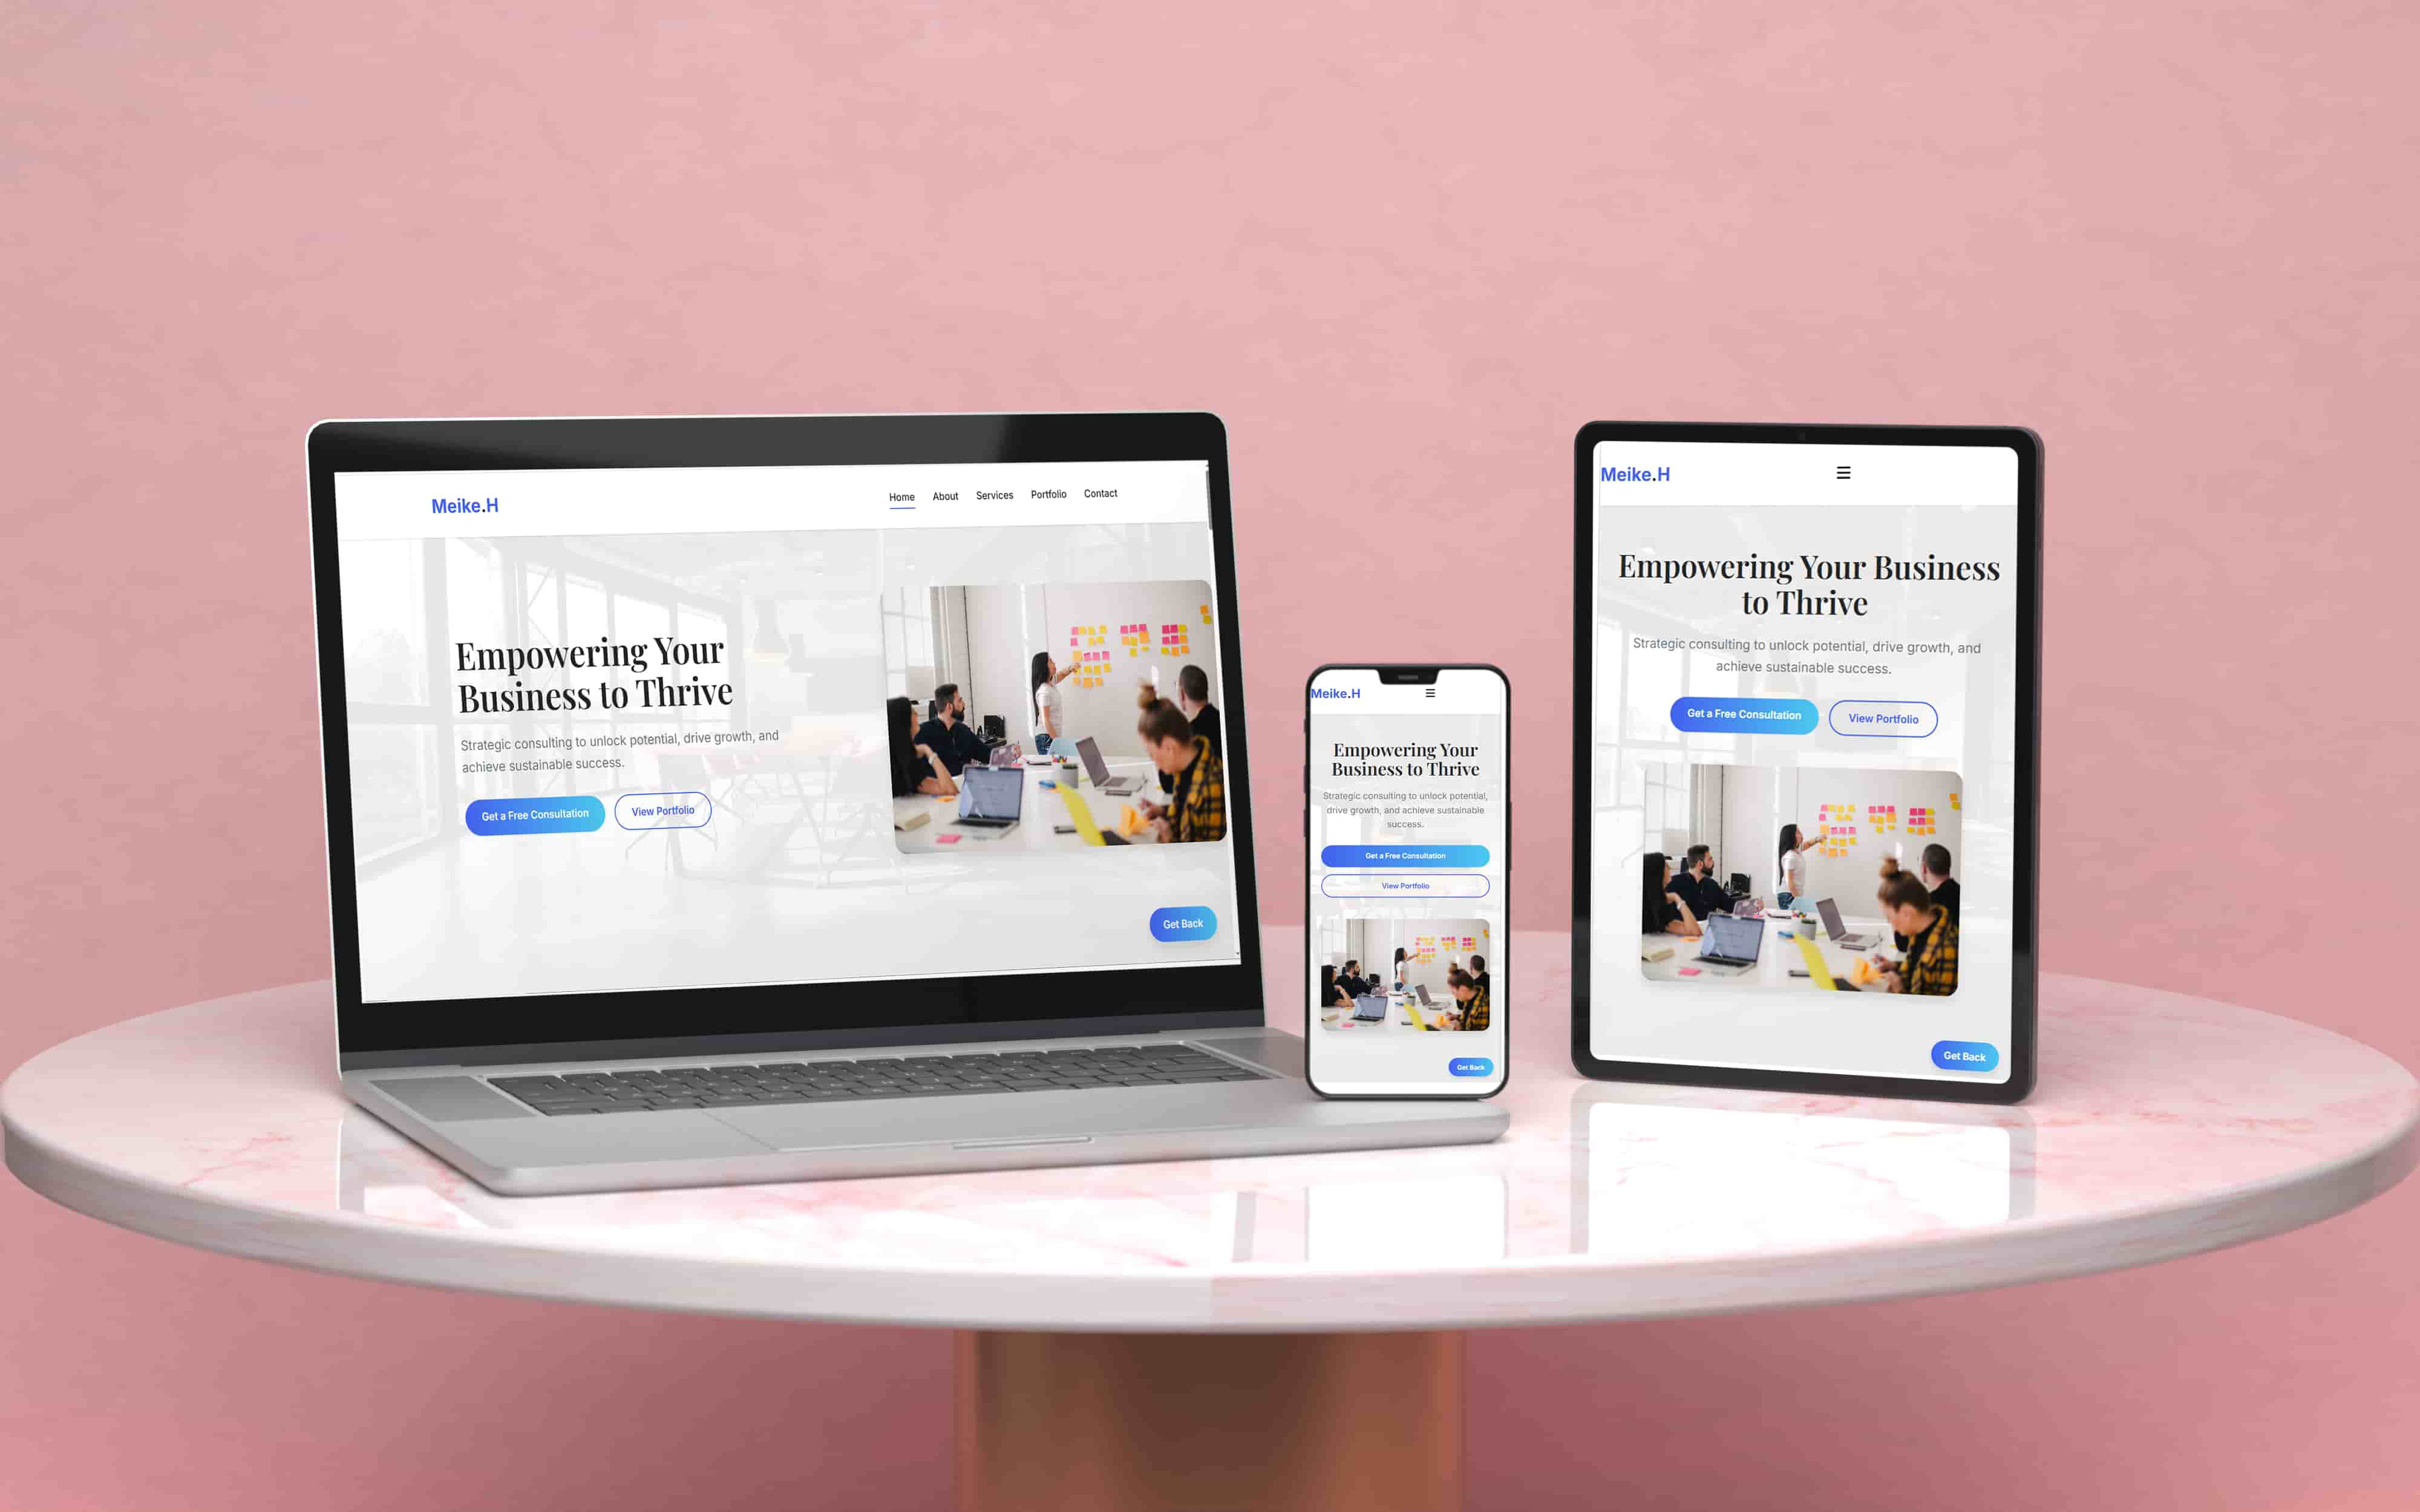 Meike.H
Home About Services Portfolio Contact
Empowering Your
Business to Thrive
Strategic consulting to unlock potential, drive growth, and
achieve sustainable success.
Get a Free Consultation View Portfolio
Get Back
Meike.H
Empowering Your
Business to Thrive
Strategic consulting to unlock potential,
drive growth, and achieve sustainable
success.
Get a Free Consultation
View Portfolio
Get Back
Meike.H
Empowering Your Business
to Thrive
Strategic consulting to unlock potential, drive growth, and
achieve sustainable success.
Get a Free Consultation View Portfolio
Get Back